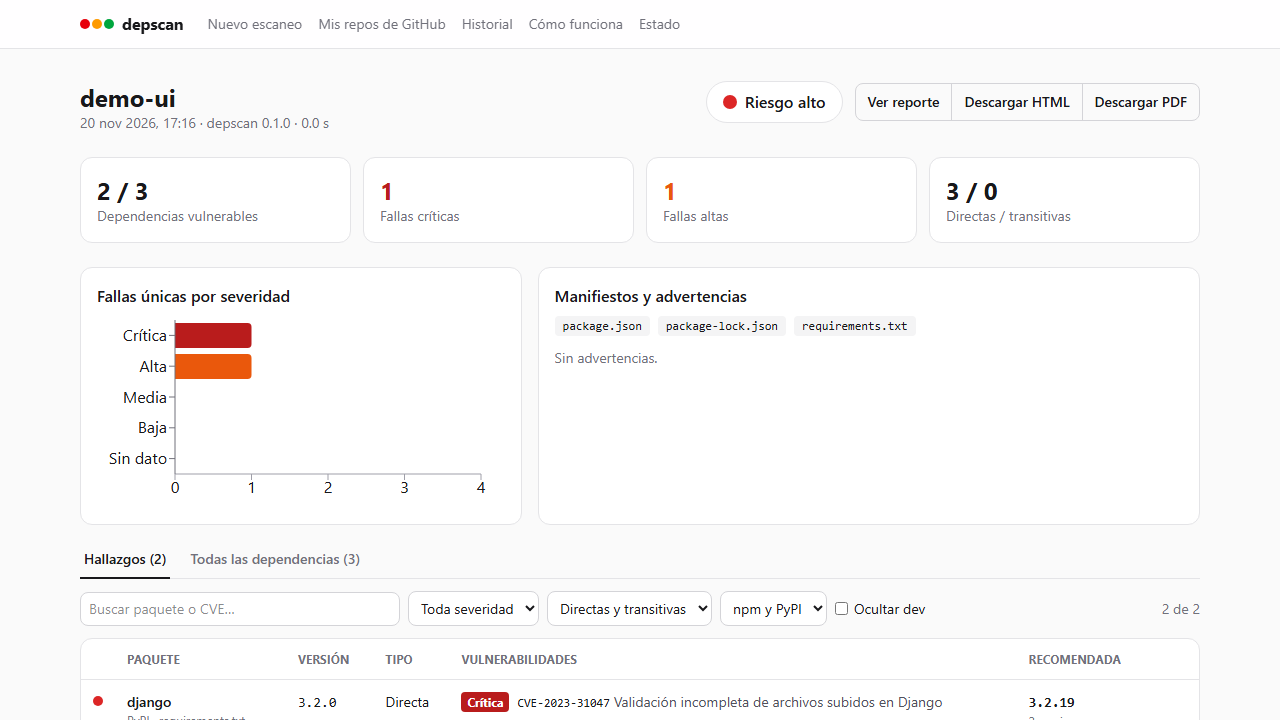 depscan Nuevo escaneo Mis repos de GitHub Historial Cómo funciona Estado
demo-ui
20 nov 2026, 17:16 · depscan 0.1.0 · 0.0 s
Riesgo alto Ver reporte Descargar HTML Descargar PDF
2 / 3
Dependencias vulnerables
1
Fallas críticas
1
Fallas altas
3 / 0
Directas / transitivas
Fallas únicas por severidad
Crítica
Alta
Media
Baja
Sin dato
0 1 2 3 4
Manifiestos y advertencias
package.json package-lock.json requirements.txt
Sin advertencias.
Hallazgos (2) Todas las dependencias (3)
Buscar paquete o CVE... Toda severidad Directas y transitivas npm y PyPI Ocultar dev 2 de 2
PAQUETE VERSIÓN TIPO VULNERABILIDADES RECOMENDADA
django 3.2.0 Directa Crítica CVE-2023-31047 Validación incompleta de archivos subidos en Django 3.2.19